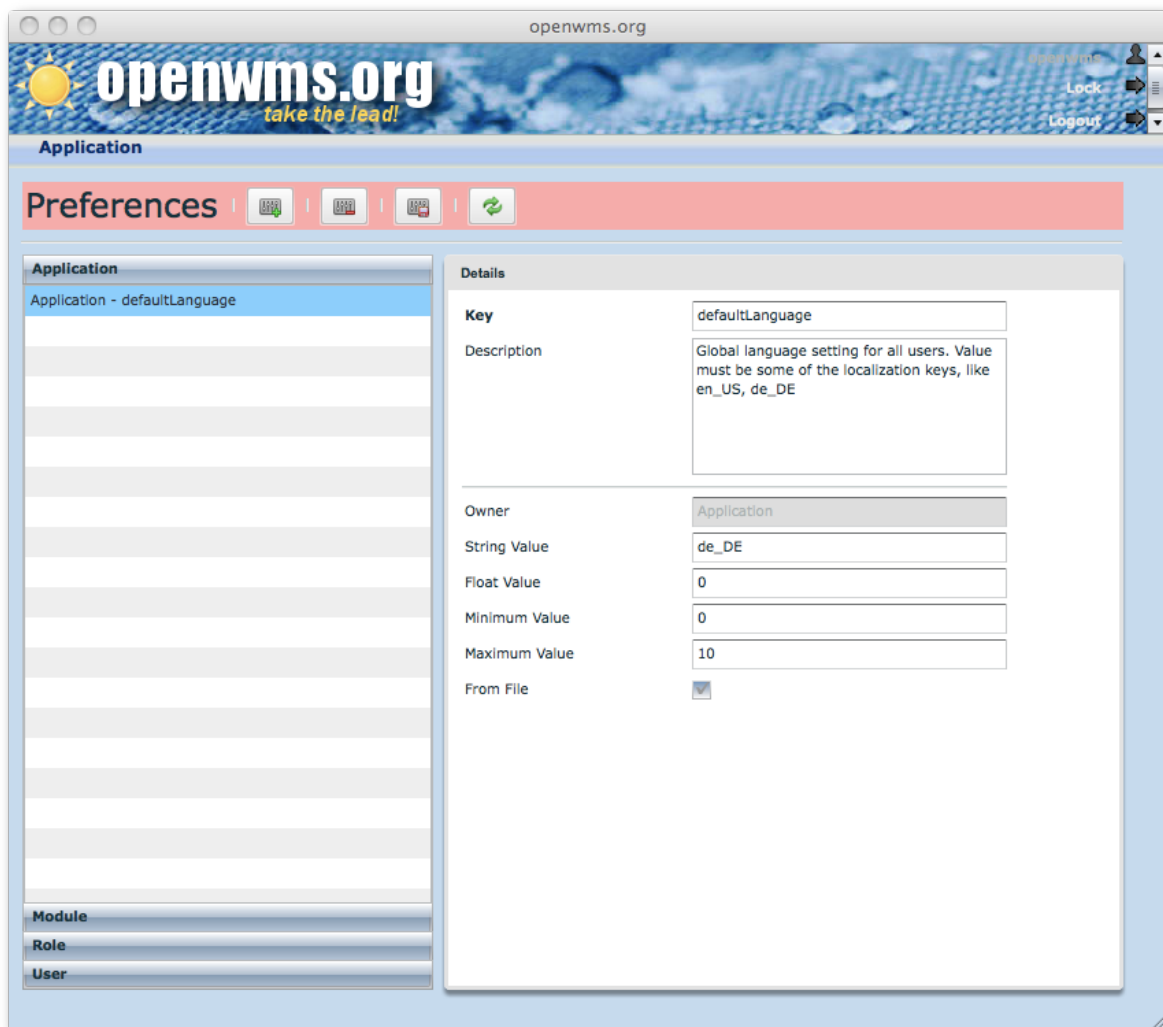 openwms.org
openwms.org
take the lead!
openwms
Lock
Logout
Application
Preferences
Application
Application - defaultLanguage
Module
Role
User
Details
Key
defaultLanguage
Description
Global language setting for all users. Value
must be some of the localization keys, like
en_US, de_DE
Owner
Application
String Value
de_DE
Float Value
0
Minimum Value
0
Maximum Value
10
From File